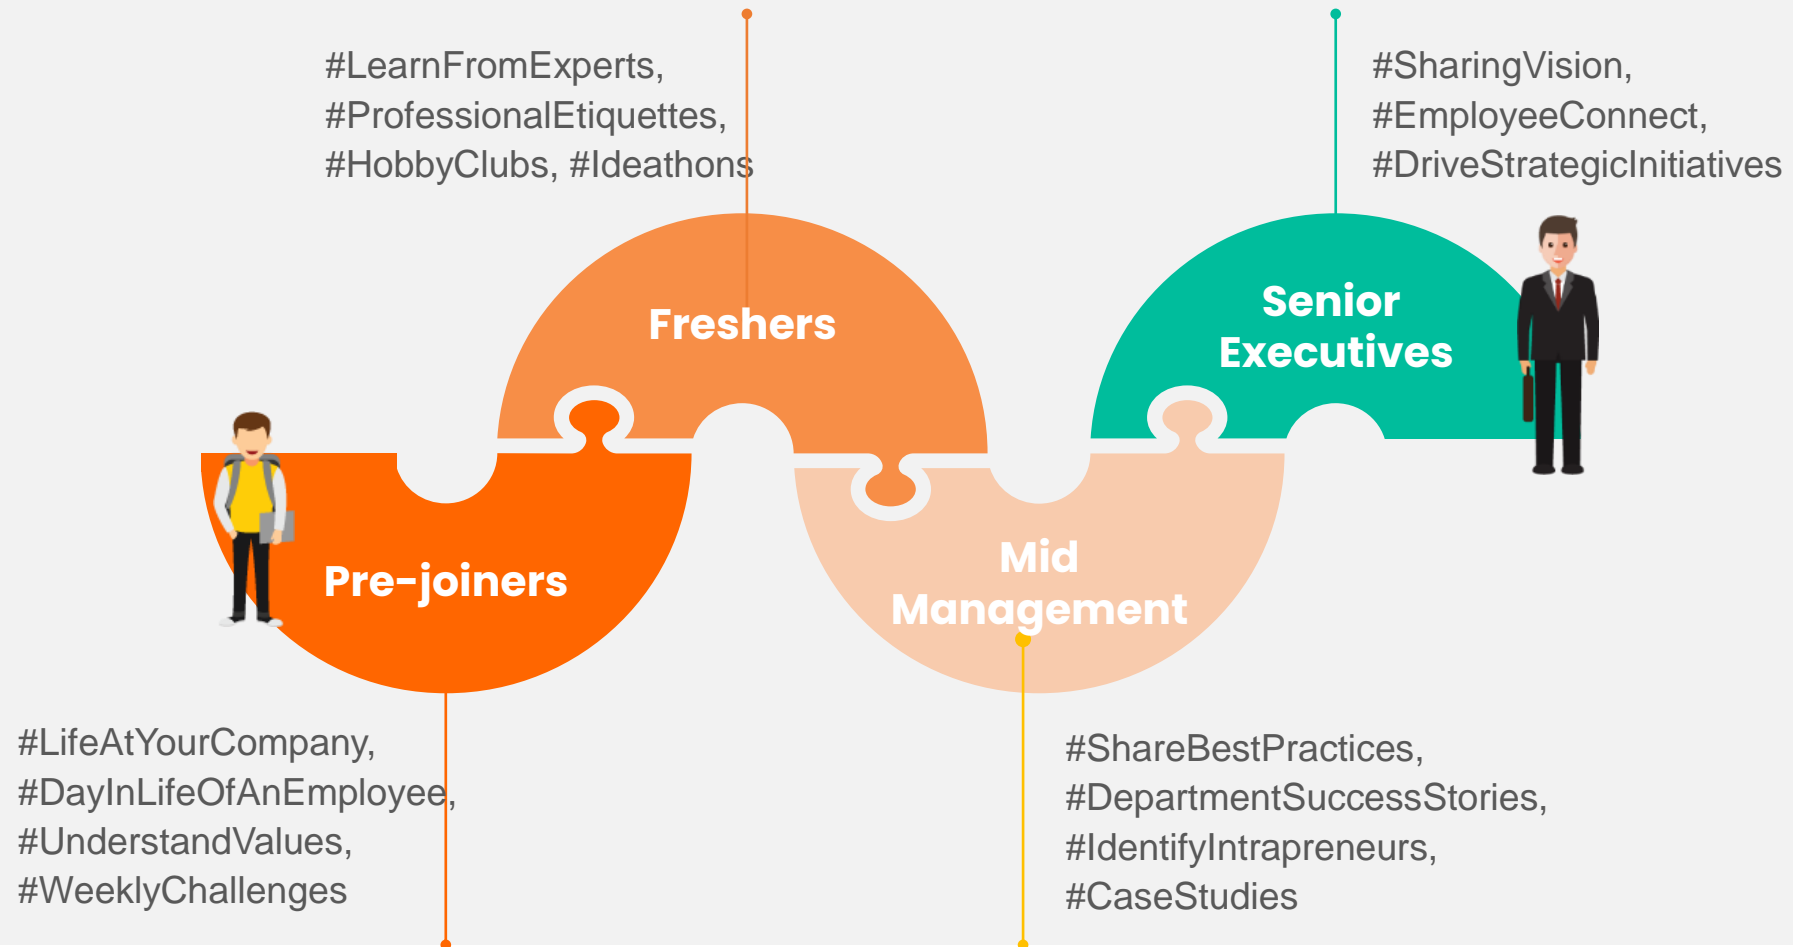 #LearnFromExperts,
#ProfessionalEtiquettes,
#HobbyClubs, #Ideathons
#SharingVision,
#EmployeeConnect,
#DriveStrategicInitiatives
Freshers
Senior
Executives
Pre-joiners
Mid
Management
#LifeAtYourCompany,
#DayInLifeOfAnEmployee,
#UnderstandValues,
#WeeklyChallenges
#ShareBestPractices,
#DepartmentSuccessStories,
#IdentifyIntrapreneurs,
#CaseStudies